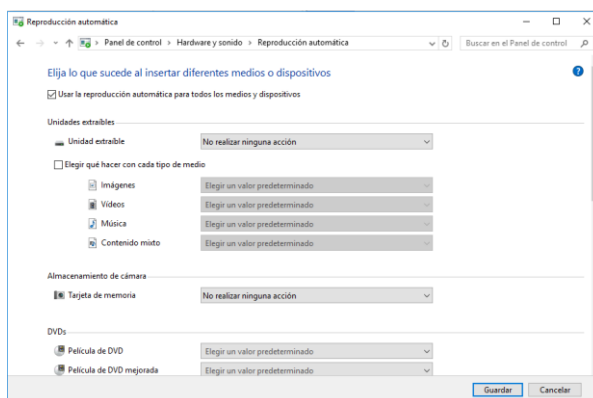 Reproducción automática
Panel de control > Hardware y sonido > Reproducción automática
Buscar en el Panel de control
Elija lo que sucede al insertar diferentes medios o dispositivos
Usar la reproducción automática para todos los medios y dispositivos
Unidades extraíbles
Unidad extraíble No realizar ninguna acción
Elegir qué hacer con cada tipo de medio
Imágenes Elegir un valor predeterminado
Vídeos Elegir un valor predeterminado
Música Elegir un valor predeterminado
Contenido mixto Elegir un valor predeterminado
Almacenamiento de cámara
Tarjeta de memoria No realizar ninguna acción
DVDs
Película de DVD Elegir un valor predeterminado
Película de DVD mejorada Elegir un valor predeterminado
Guardar Cancelar